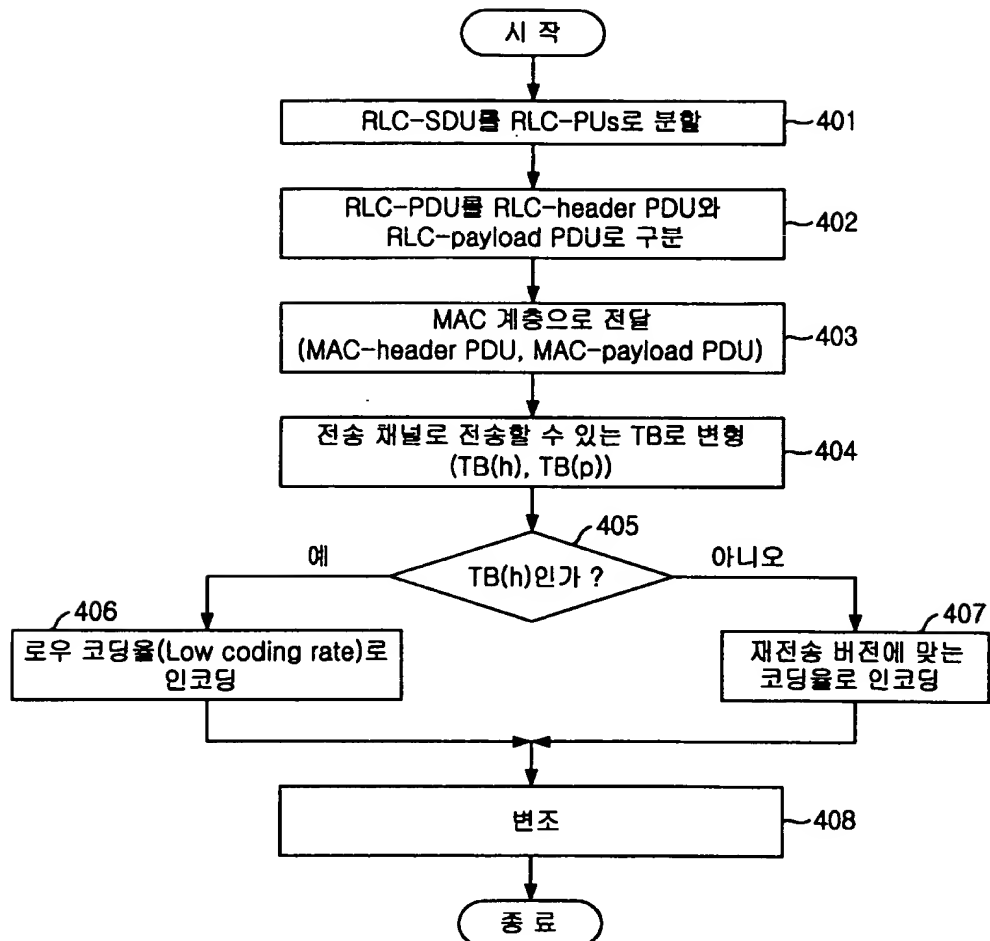 시 작
RLC-SDU를 RLC-PUs로 분할
401
RLC-PDU를 RLC-header PDU와
RLC-payload PDU로 구분
402
MAC 계층으로 전달
(MAC-header PDU, MAC-payload PDU)
403
전송 채널로 전송할 수 있는 TB로 변형
(TB(h), TB(p))
404
405
예
TB(h)인가 ?
아니오
406
로우 코딩율(Low coding rate)로
인코딩
407
재전송 버전에 맞는
코딩율로 인코딩
변조
408
종 료